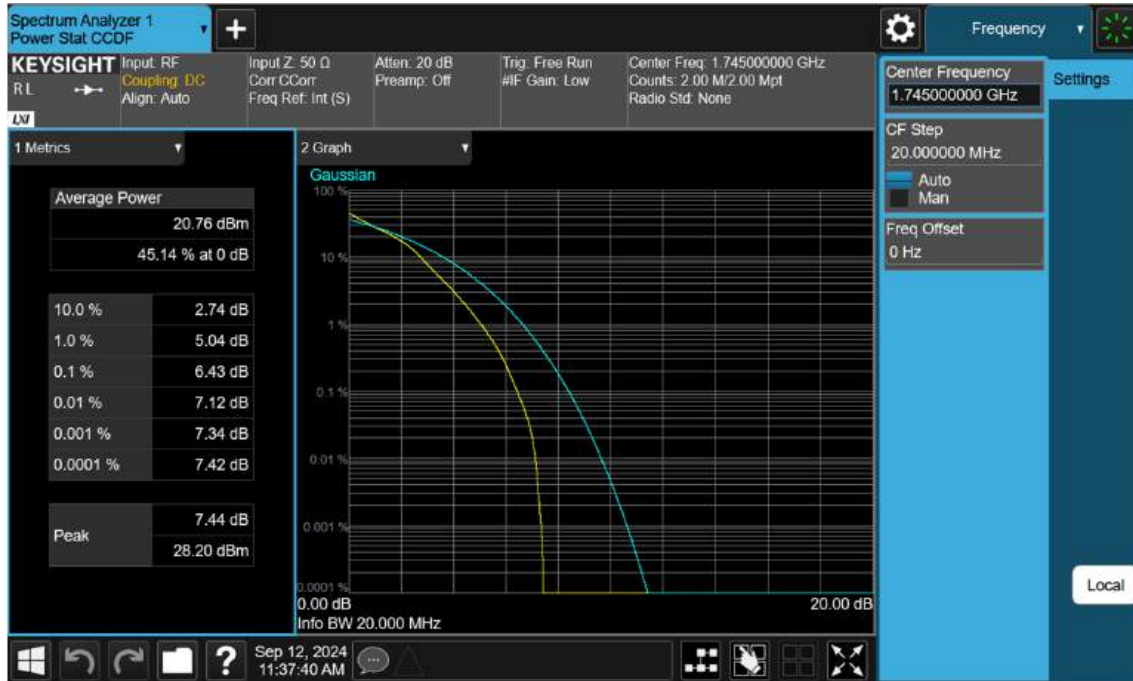 Spectrum Analyzer 1
Power Stat CCDF
Frequency
KEYSIGHT
RL
LXI
Input: RF
Coupling: DC
Align: Auto
Input Z: 50 Ω
Corr CCorr
Freq Ref: Int (S)
Atten: 20 dB
Preamp: Off
Trig: Free Run
#IF Gain: Low
Center Freq: 1.745000000 GHz
Counts: 2.00 M/2.00 Mpt
Radio Std: None
Center Frequency
1.745000000 GHz
Settings
CF Step
20.000000 MHz
Auto
Man
Freq Offset
0 Hz
1 Metrics
Average Power
20.76 dBm
45.14 % at 0 dB
10.0 % 2.74 dB
1.0 % 5.04 dB
0.1 % 6.43 dB
0.01 % 7.12 dB
0.001 % 7.34 dB
0.0001 % 7.42 dB
Peak
7.44 dB
28.20 dBm
2 Graph
Gaussian
100 %
10 %
1 %
0.1 %
0.01 %
0.001 %
0.0001 %
0.00 dB 20.00 dB
Info BW 20.000 MHz
Local
?
Sep 12, 2024
11:37:40 AM